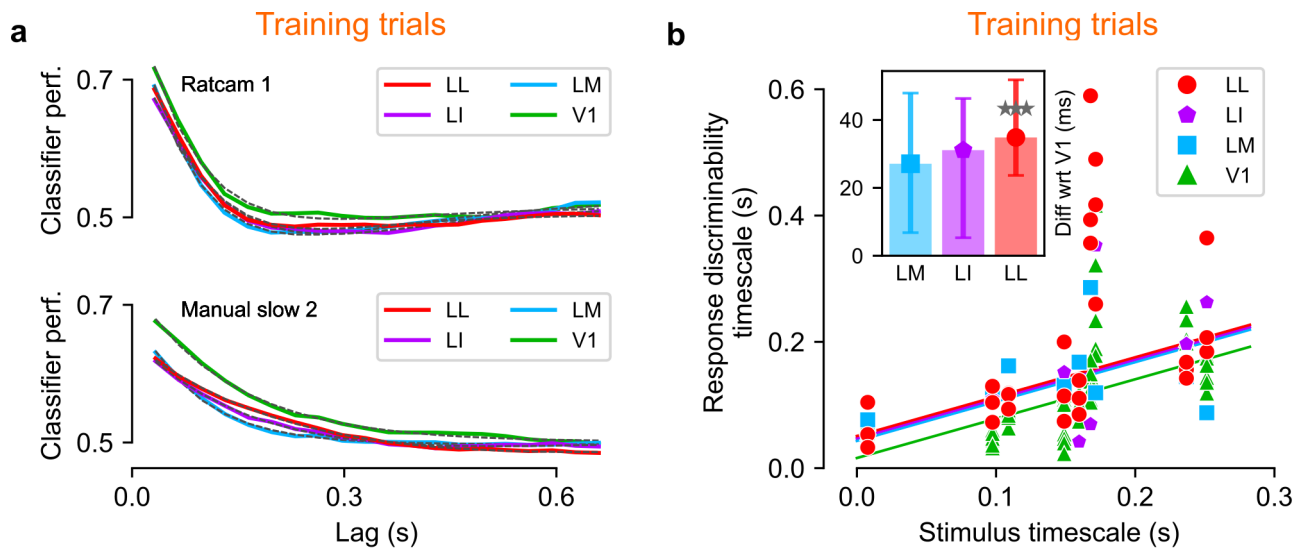 a
Training trials
Classifier perf.
0.7
0.5
Ratcam 1
LL
LM
LI
V1
Classifier perf.
0.7
0.5
Manual slow 2
LL
LM
LI
V1
0.0
0.3
0.6
Lag (s)
b
Training trials
Response discriminability
timescale (s)
0.6
0.4
0.2
0.0
40
20
0
LM
LI
LL
Diff wrt V1 (ms)
LL
LI
LM
V1
0.0
0.1
0.2
0.3
Stimulus timescale (s)